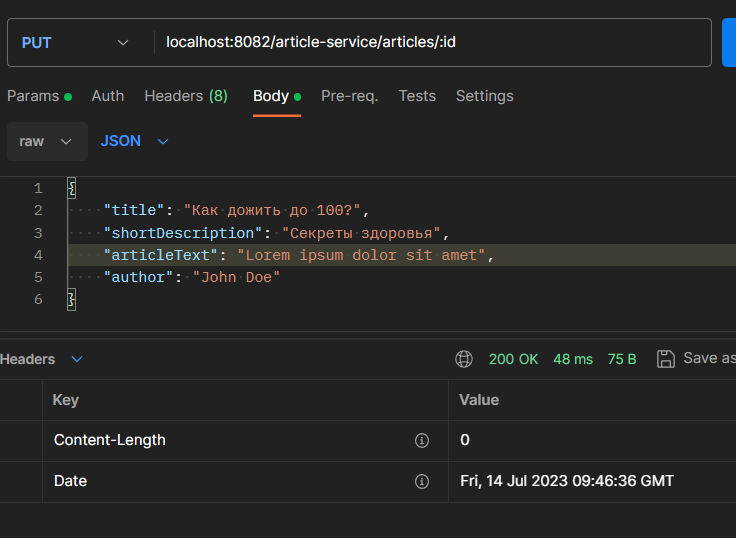 PUT localhost:8082/article-service/articles/:id
Params Auth Headers (8) Body Pre-req. Tests Settings
raw JSON
1 {
2 "title": "Как дожить до 100?",
3 "shortDescription": "Секреты здоровья",
4 "articleText": "Lorem ipsum dolor sit amet",
5 "author": "John Doe"
6 }
Headers 200 OK 48 ms 75 B Save as
Key Value
Content-Length 0
Date Fri, 14 Jul 2023 09:46:36 GMT